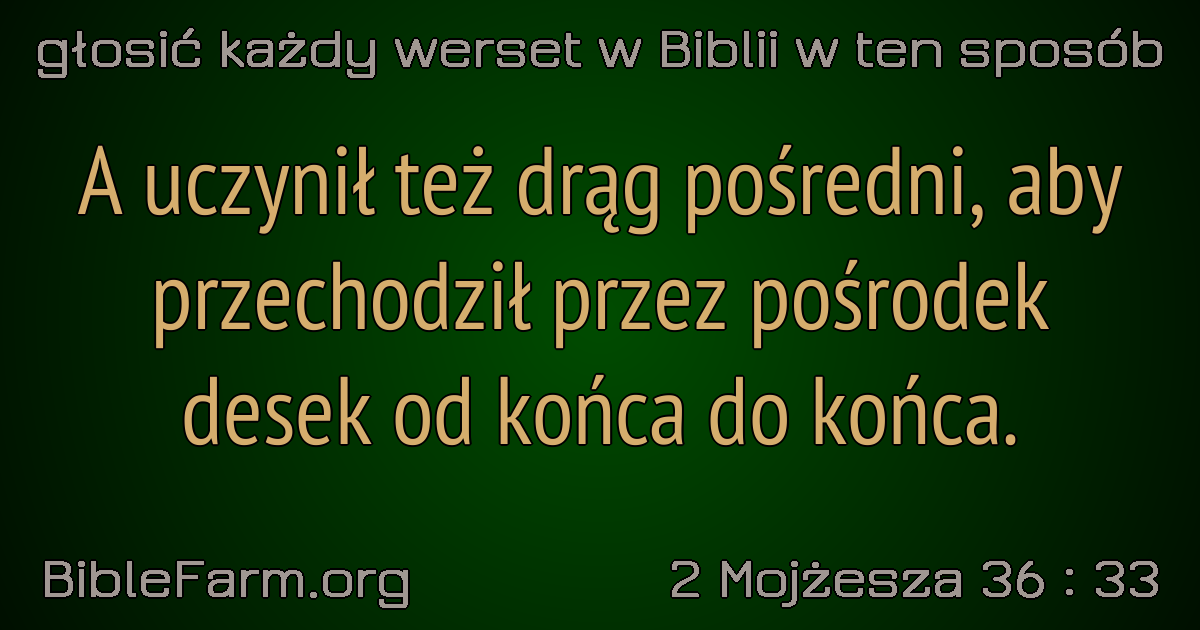 głosić każdy werset w Biblii w ten sposób
A uczynił też drąg pośredni, aby
przechodził przez pośrodek
desek od końca do końca.
BibleFarm.org
2 Mojżesza 36 : 33